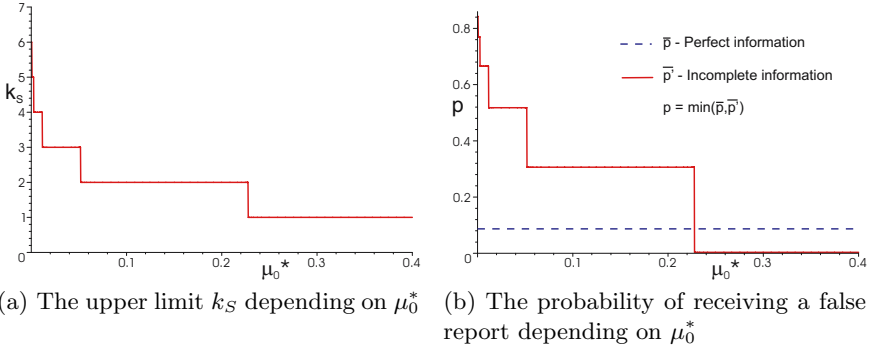 7
6
5
k_S
4
3
2
1
0
0.1
0.3
0.4
μ₀*
0.8
0.6
p
0.4
0.2
0
0.1
0.2
0.3
0.4
μ₀*
p̅ - Perfect information
p̅' - Incomplete information
p = min(p̅,p̅')
(a) The upper limit k_S depending on μ₀*
(b) The probability of receiving a false
report depending on μ₀*